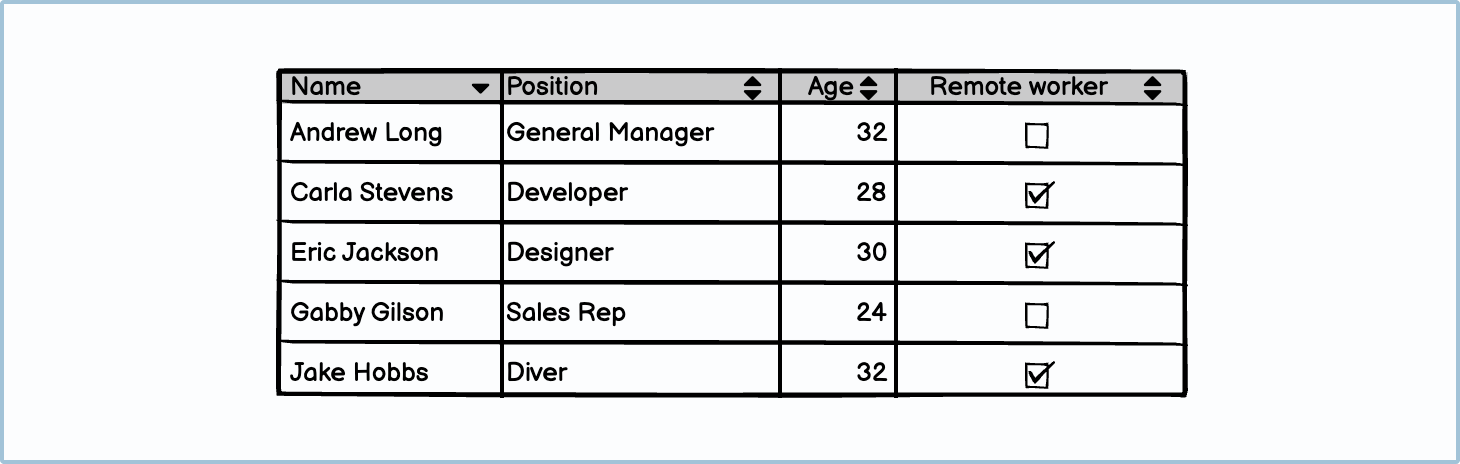 Name Position Age Remote worker
Andrew Long General Manager 32
Carla Stevens Developer 28
Eric Jackson Designer 30
Gabby Gilson Sales Rep 24
Jake Hobbs Diver 32